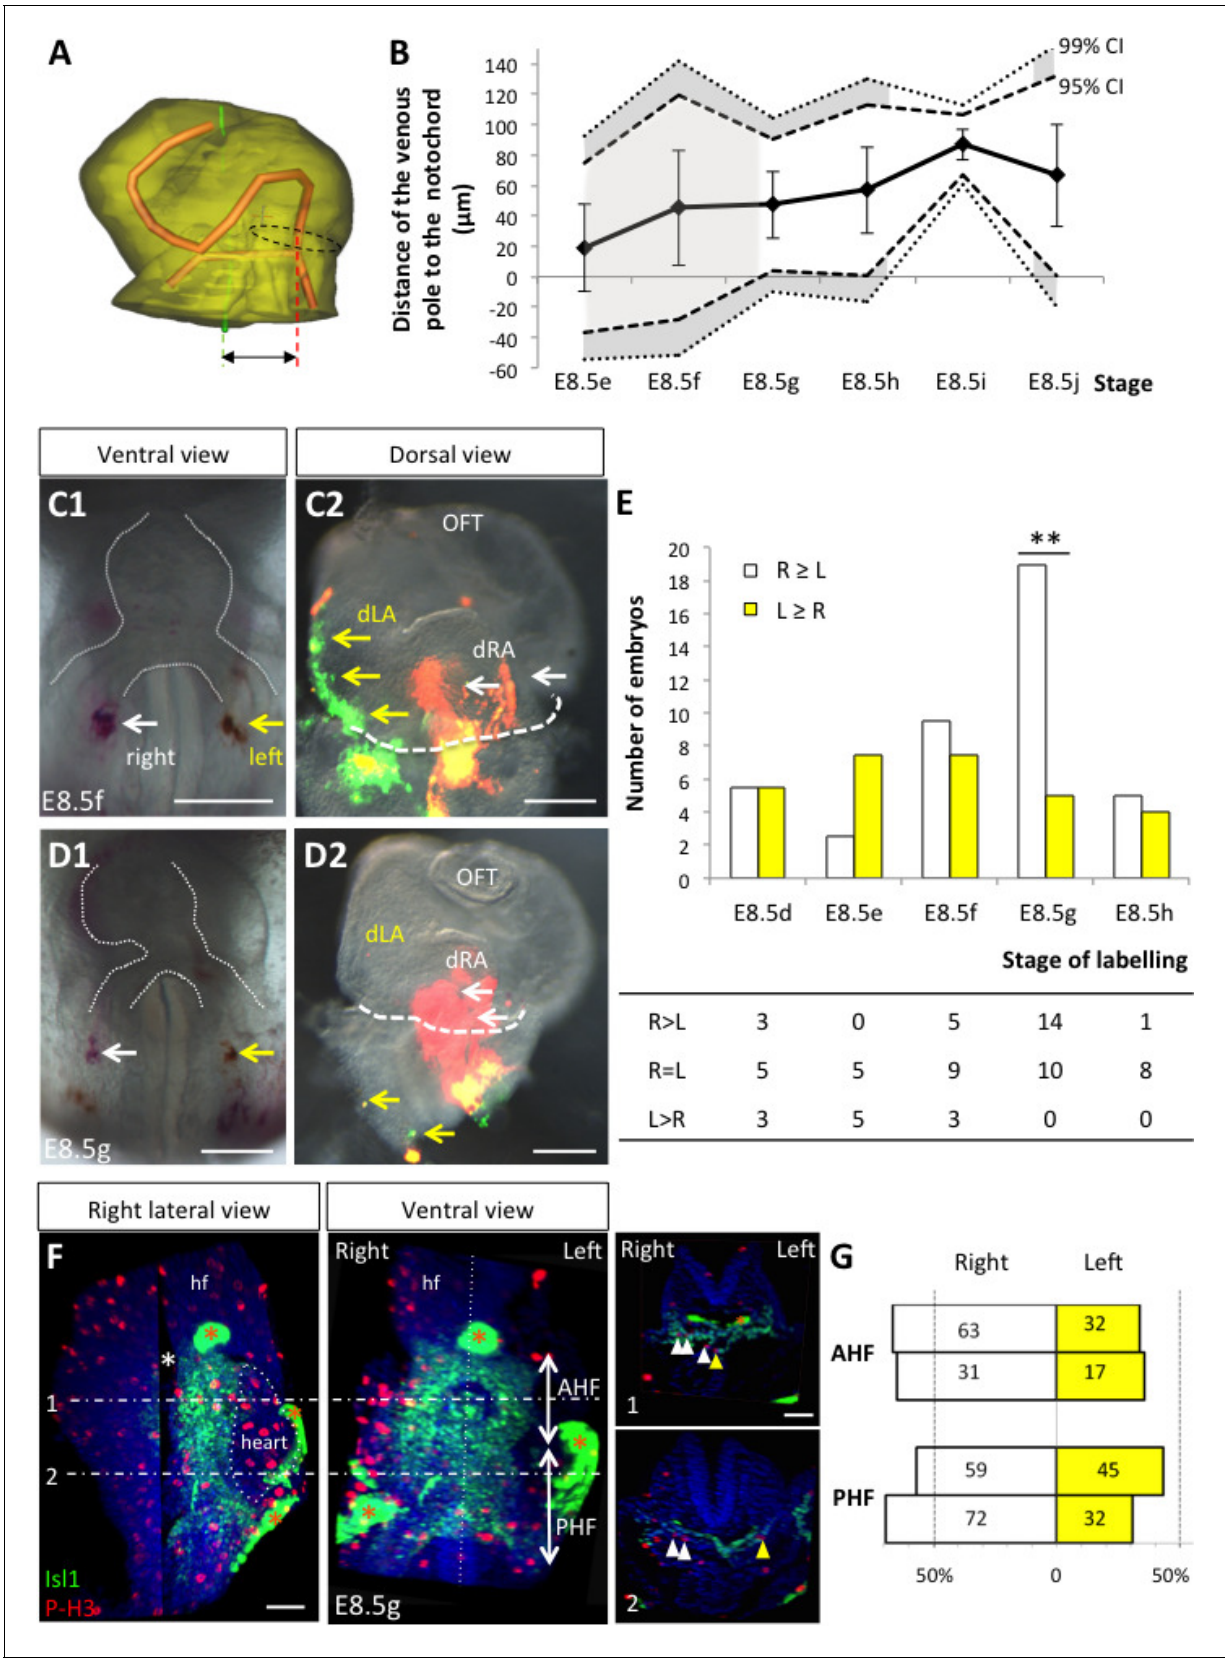 A
B
Distance of the venous
pole to the notochord
(µm)
140
120
100
80
60
40
20
0
-20
-40
-60
99% CI
95% CI
E8.5e E8.5f E8.5g E8.5h E8.5i E8.5j Stage
Ventral view
Dorsal view
C1
right
left
E8.5f
C2
OFT
dLA
dRA
D1
E8.5g
D2
OFT
dLA
dRA
E
**
R ≥ L
L ≥ R
Number of embryos
20
18
16
14
12
10
8
6
4
2
0
E8.5d E8.5e E8.5f E8.5g E8.5h
Stage of labelling
R>L 3 0 5 14 1
R=L 5 5 9 10 8
L>R 3 5 3 0 0
Right lateral view
Ventral view
F
hf
*
*
1
*
heart
2
*
Isl1
P-H3
Right Left
hf
*
AHF
*
*
PHF
E8.5g
Right Left
*
1
2
G
Right Left
AHF
63 32
31 17
PHF
59 45
72 32
50% 0 50%